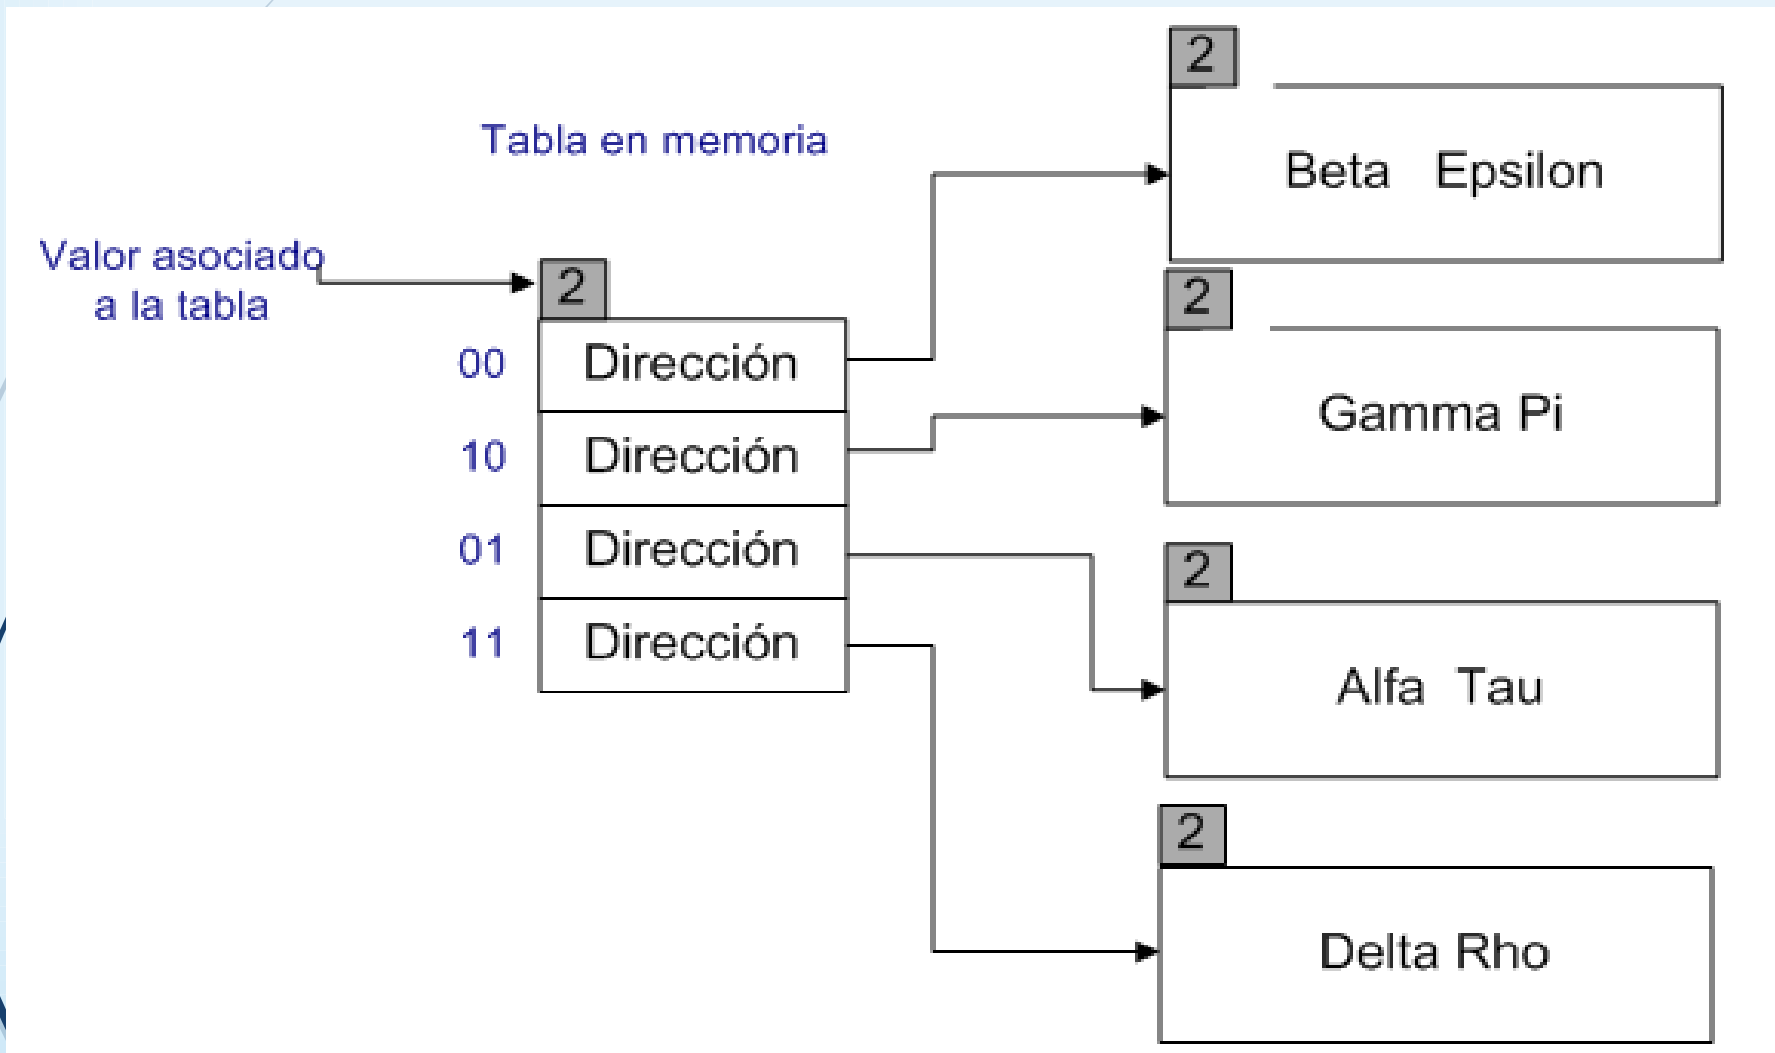 Tabla en memoria
Valor asociado
a la tabla
2
00 Dirección
10 Dirección
01 Dirección
11 Dirección
2
Beta Epsilon
2
Gamma Pi
2
Alfa Tau
2
Delta Rho